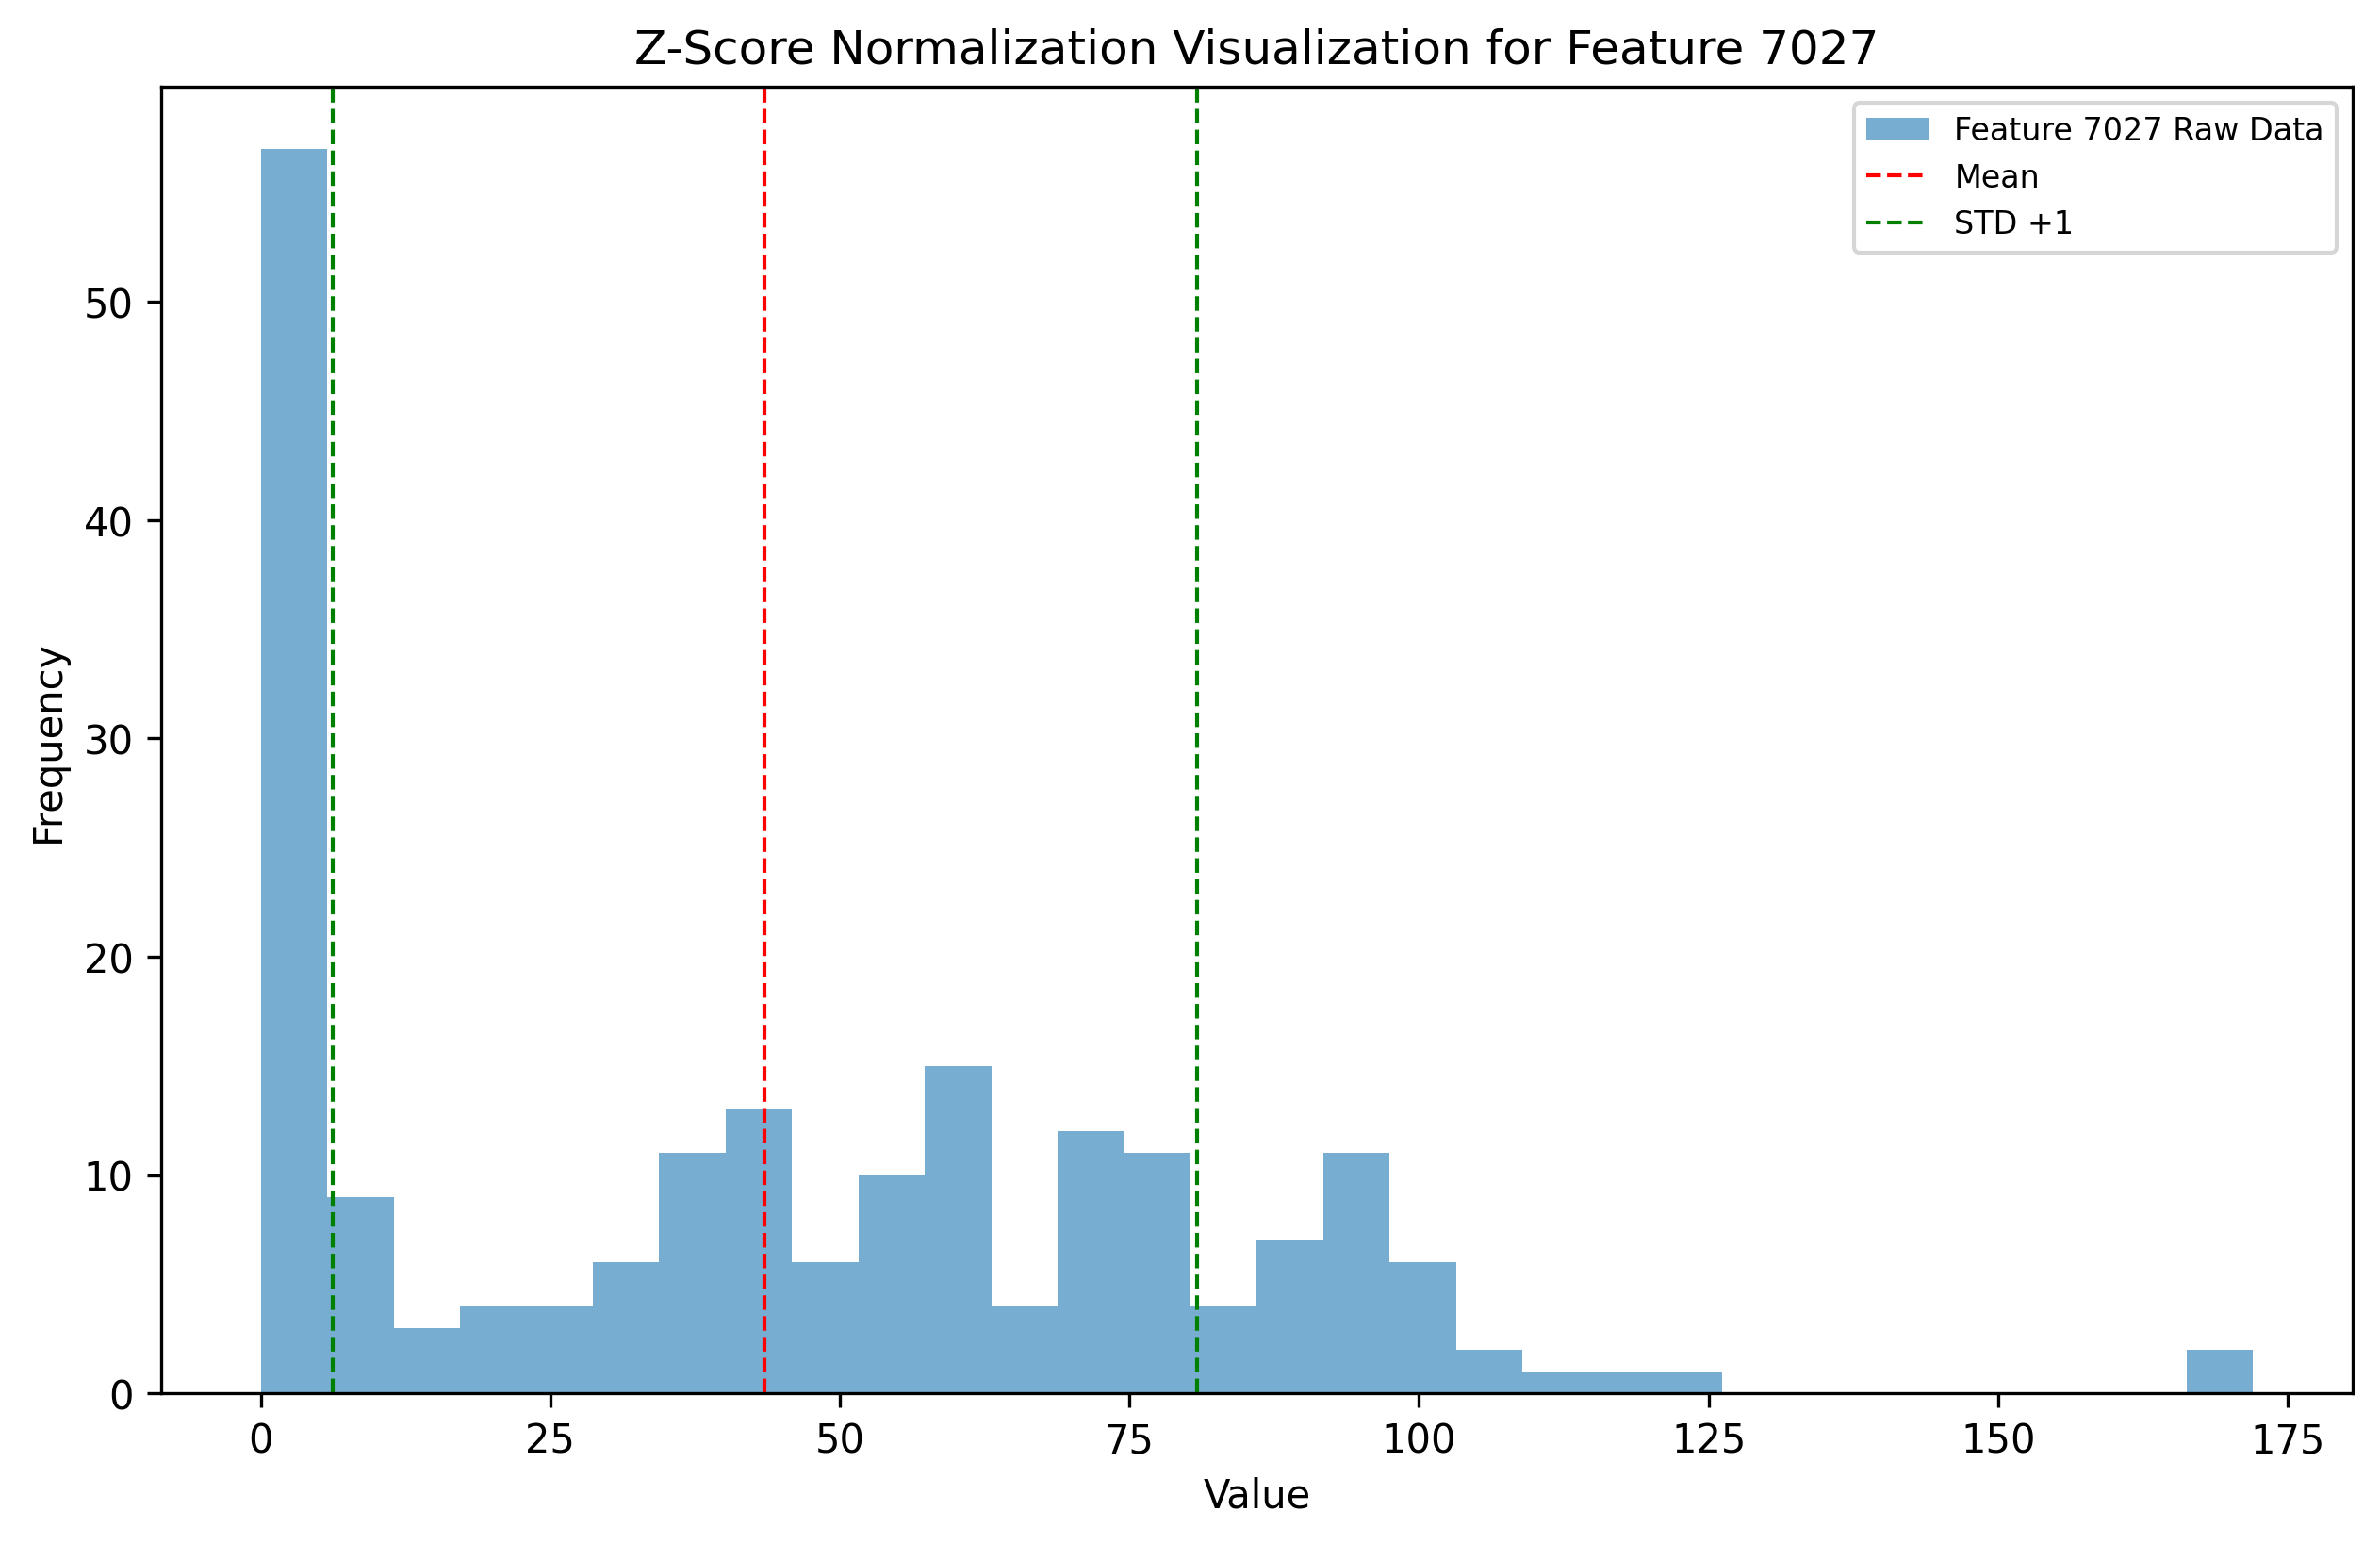 Z-Score Normalization Visualization for Feature 7027
Feature 7027 Raw Data
Mean
STD +1
Frequency
50
40
30
20
10
0
0 25 50 75 100 125 150 175
Value